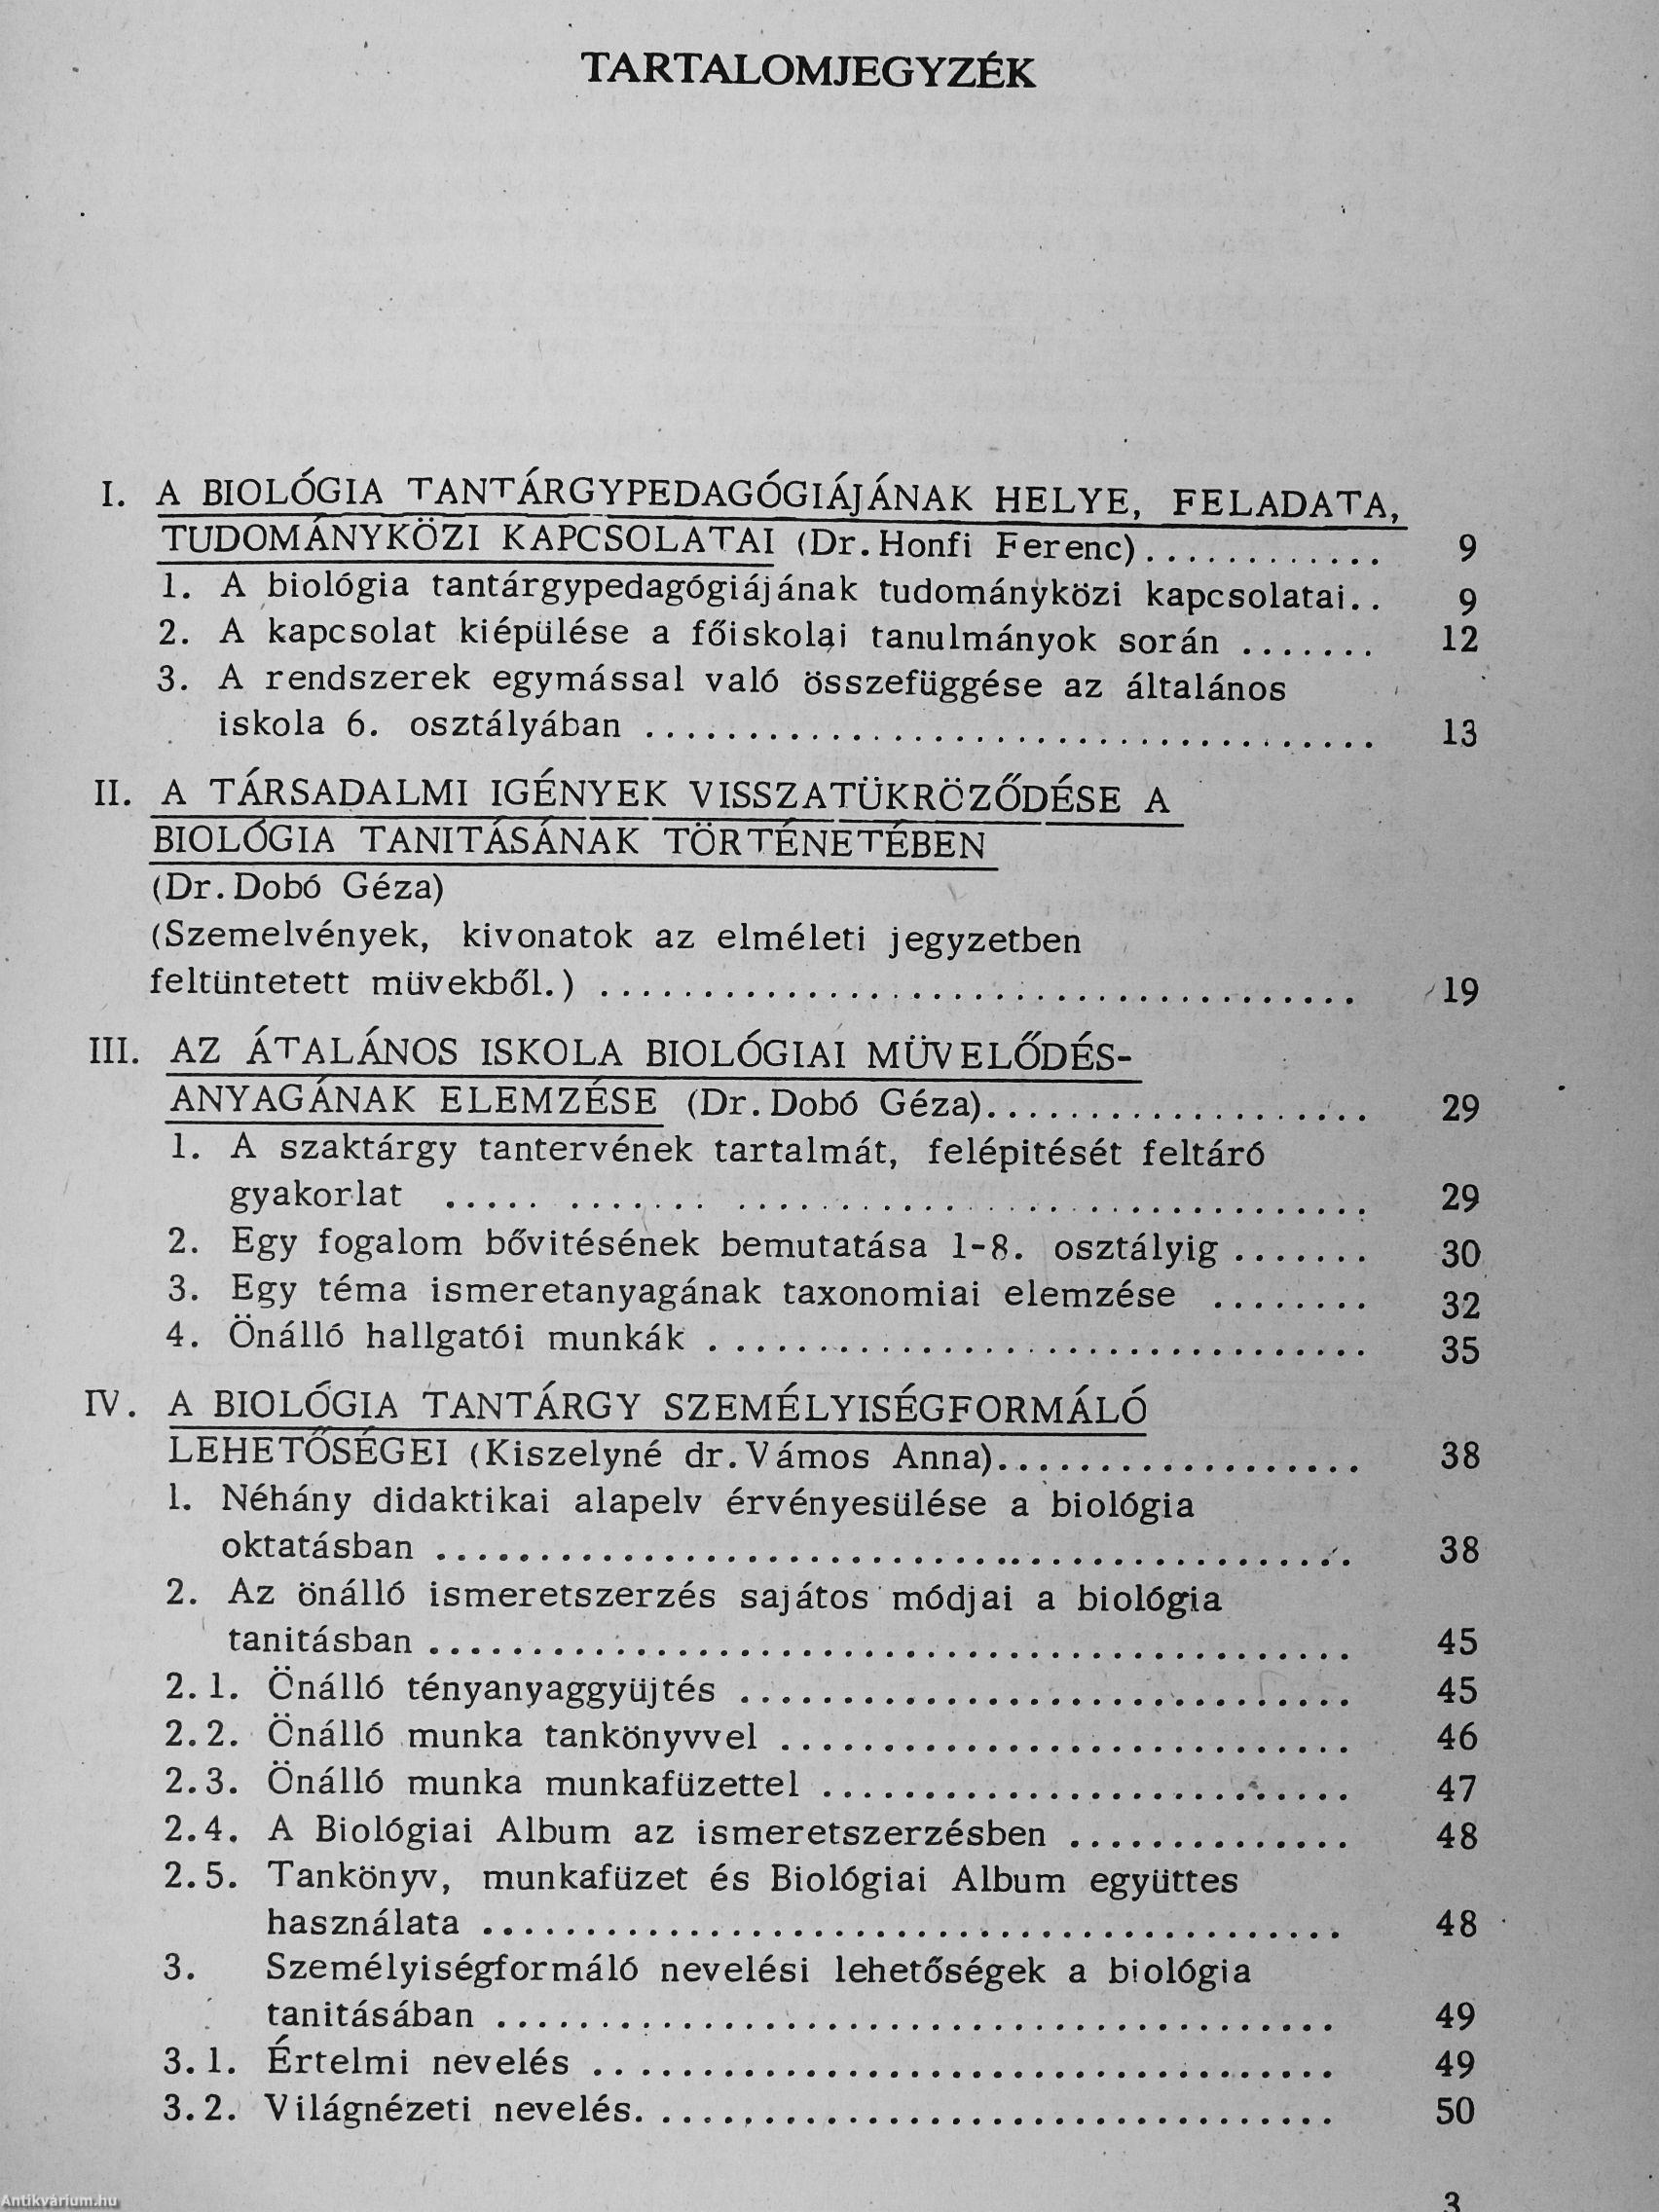 TARTALOMJEGYZÉK
I. A BIOLÓGIA TANTÁRGYPEDAGÓGIÁJÁNAK HELYE, FELADATA,
TUDOMÁNYKÖZI KAPCSOLATAI (Dr.Honfi Ferenc)............ 9
1. A biológia tantárgypedagógiájának tudományközi kapcsolatai.. 9
2. A kapcsolat kiépülése a főiskolai tanulmányok során ....... 12
3. A rendszerek egymással való összefüggése az általános
iskola 6. osztályában .................................... 13
II. A TÁRSADALMI IGÉNYEK VISSZATÜKRÖZŐDÉSE A
BIOLÓGIA TANITÁSÁNAK TÖRTÉNETÉBEN
(Dr.Dobó Géza)
(Szemelvények, kivonatok az elméleti jegyzetben
feltüntetett müvekből.) ..................................... 19
III. AZ ÁTALÁNOS ISKOLA BIOLÓGIAI MÜVELŐDÉS-
ANYAGÁNAK ELEMZÉSE (Dr.Dobó Géza)................... 29
1. A szaktárgy tantervének tartalmát, felépitését feltáró
gyakorlat ............................................ 29
2. Egy fogalom bővitésének bemutatása 1-8. osztályig ....... 30
3. Egy téma ismeretanyagának taxonomiai elemzése ........ 32
4. Önálló hallgatói munkák ................................ 35
IV. A BIOLÓGIA TANTÁRGY SZEMÉLYISÉGFORMÁLÓ
LEHETŐSÉGEI (Kiszelyné dr.Vámos Anna).................. 38
1. Néhány didaktikai alapelv érvényesülése a biológia
oktatásban ............................................. 38
2. Az önálló ismeretszerzés sajátos módjai a biológia
tanitásban ............................................. 45
2.1. Önálló tényanyaggyüjtés .............................. 45
2.2. Önálló munka tankönyvvel ............................ 46
2.3. Önálló munka munkafüzettel .......................... 47
2.4. A Biológiai Album az ismeretszerzésben .............. 48
2.5. Tankönyv, munkafüzet és Biológiai Album együttes
használata .......................................... 48
3. Személyiségformáló nevelési lehetőségek a biológia
tanitásában ......................................... 49
3.1. Értelmi nevelés .................................... 49
3.2. Világnézeti nevelés.................................. 50
3
Antikvárium.hu